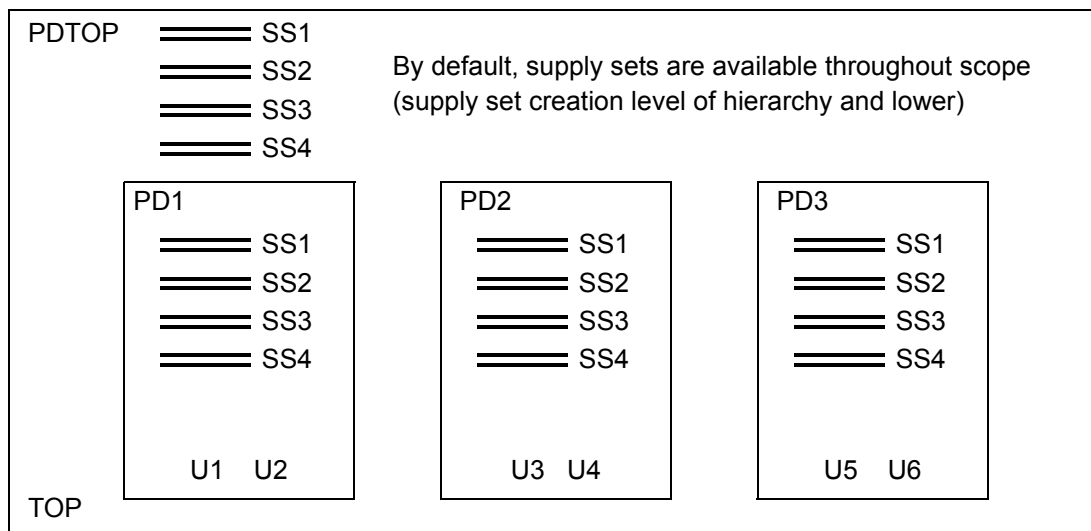 PDTOP SS1
SS2
SS3
SS4
By default, supply sets are available throughout scope
(supply set creation level of hierarchy and lower)
PD1
SS1
SS2
SS3
SS4
U1 U2
PD2
SS1
SS2
SS3
SS4
U3 U4
PD3
SS1
SS2
SS3
SS4
U5 U6
TOP